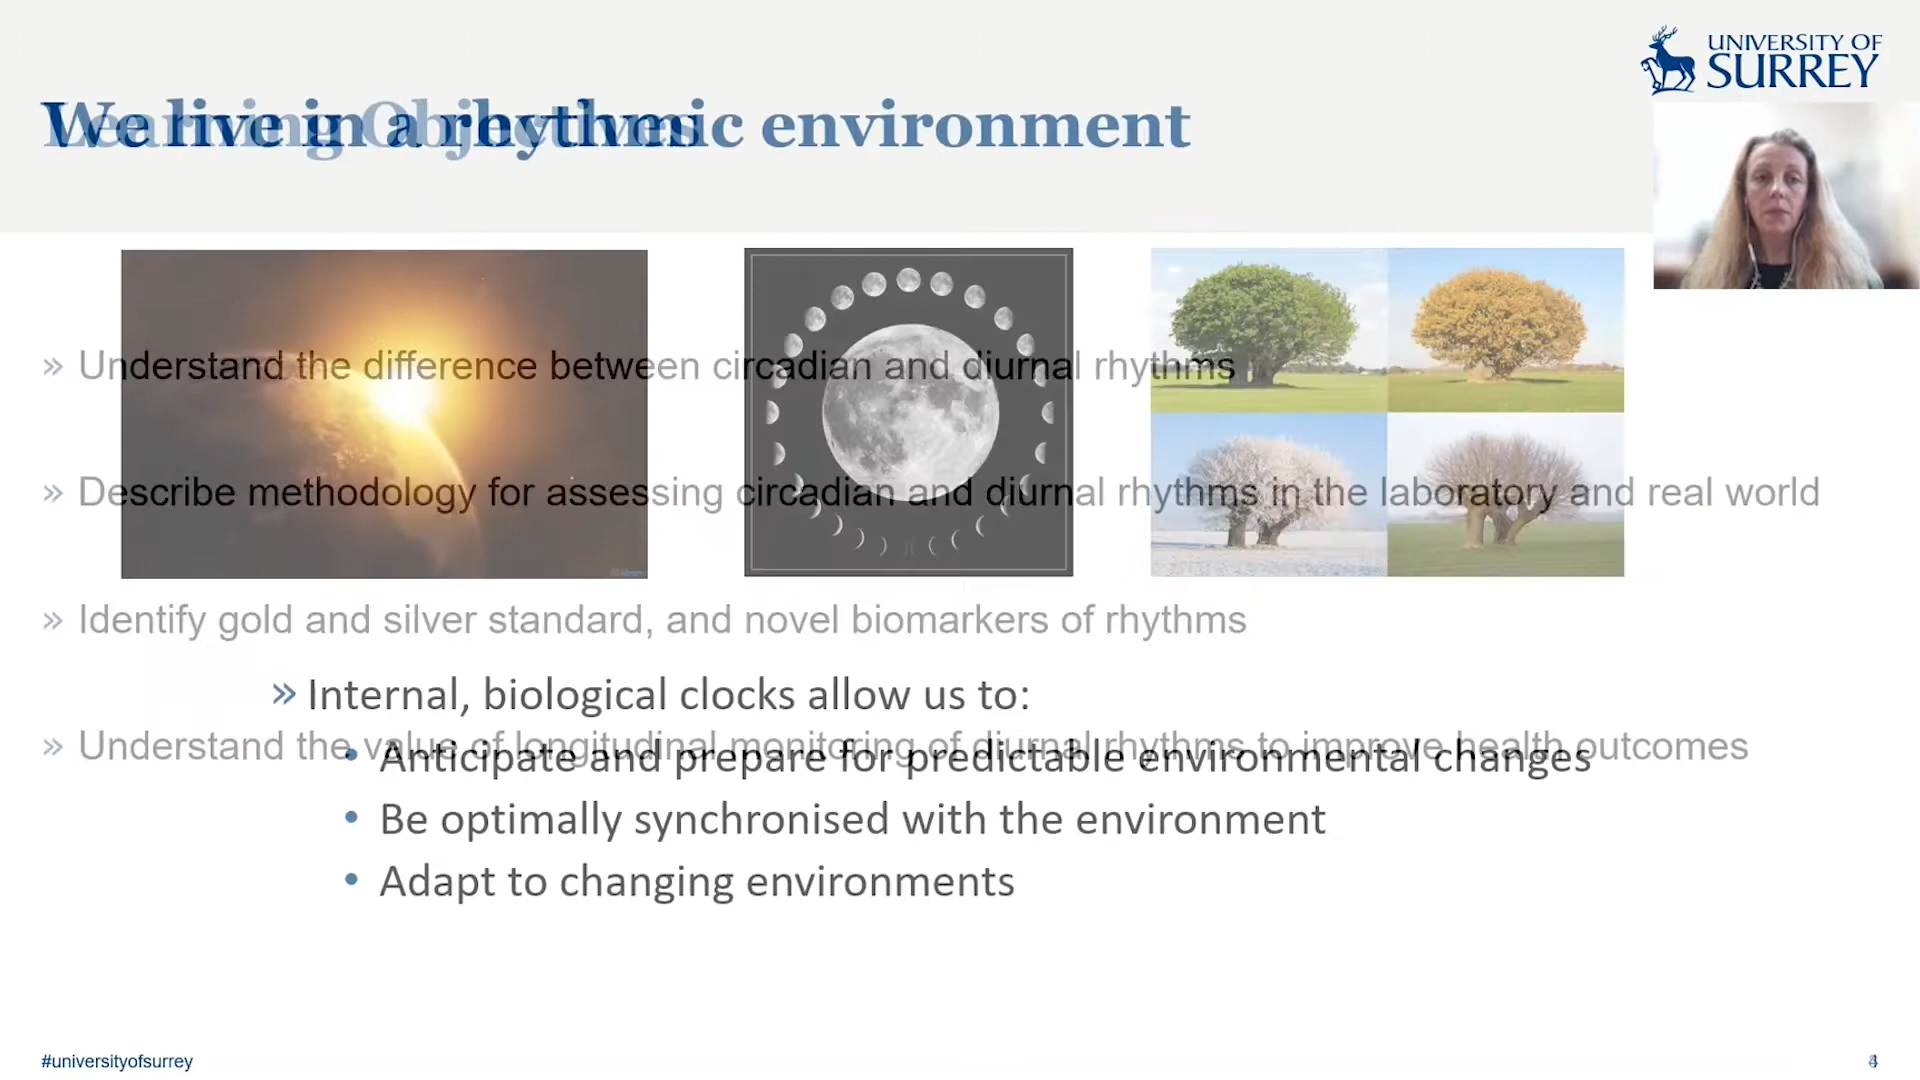 UNIVERSITY OF
SURREY
We live in a rhythmic environment
Learning Objectives
» Understand the difference between circadian and diurnal rhythms
» Describe methodology for assessing circadian and diurnal rhythms in the laboratory and real world
» Identify gold and silver standard, and novel biomarkers of rhythms
» Internal, biological clocks allow us to:
» Understand the value of longitudinal monitoring of diurnal rhythms to improve health outcomes
• Anticipate and prepare for predictable environmental changes
• Be optimally synchronised with the environment
• Adapt to changing environments
#universityofsurrey